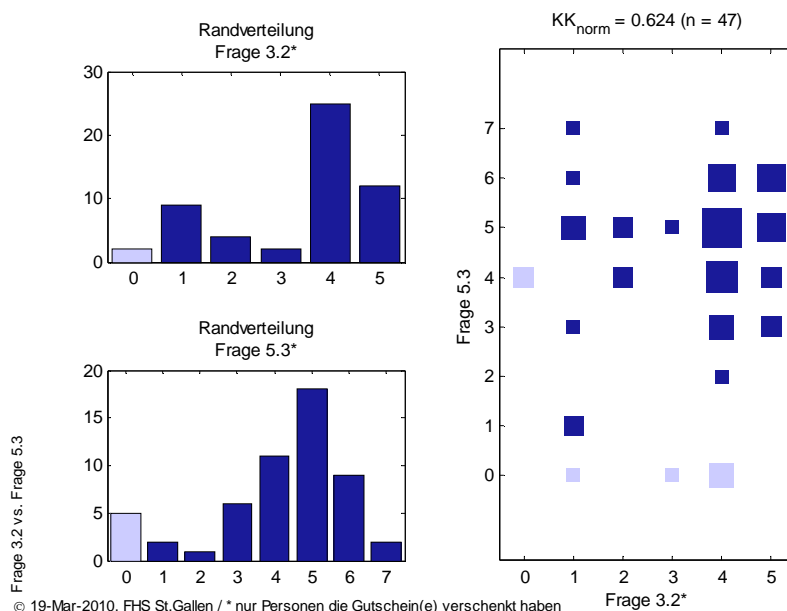 Randverteilung
Frage 3.2*
30
20
10
0
0 1 2 3 4 5
Randverteilung
Frage 5.3*
20
15
10
5
0
0 1 2 3 4 5 6 7
KKnorm = 0.624 (n = 47)
7
6
5
4
3
2
1
0
Frage 5.3
0 1 2 3 4 5
Frage 3.2*
Frage 3.2 vs. Frage 5.3
© 19-Mar-2010, FHS St.Gallen / * nur Personen die Gutschein(e) verschenkt haben